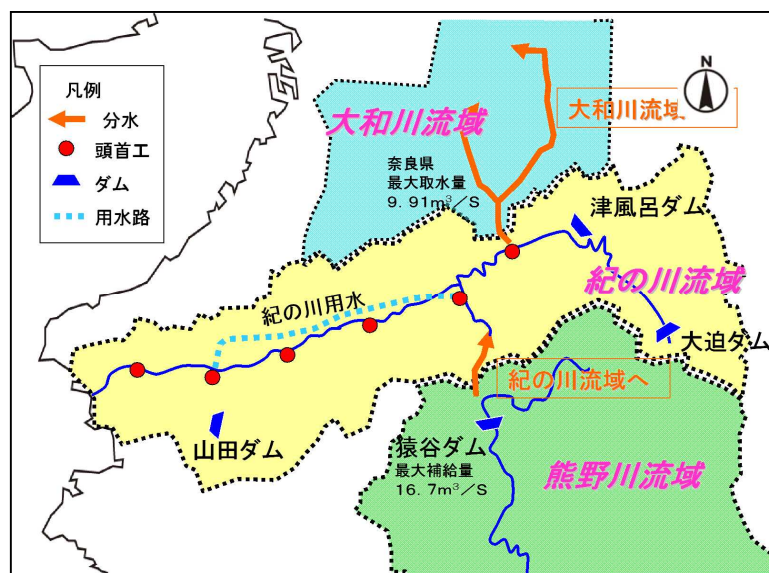 凡例
分水
頭首工
ダム
用水路
N
大和川流域
大和川流域
奈良県
最大取水量
9.91m³/S
津風呂ダム
紀の川流域
大迫ダム
紀の川用水
紀の川流域へ
山田ダム
猿谷ダム
最大補給量
16.7m³/S
熊野川流域